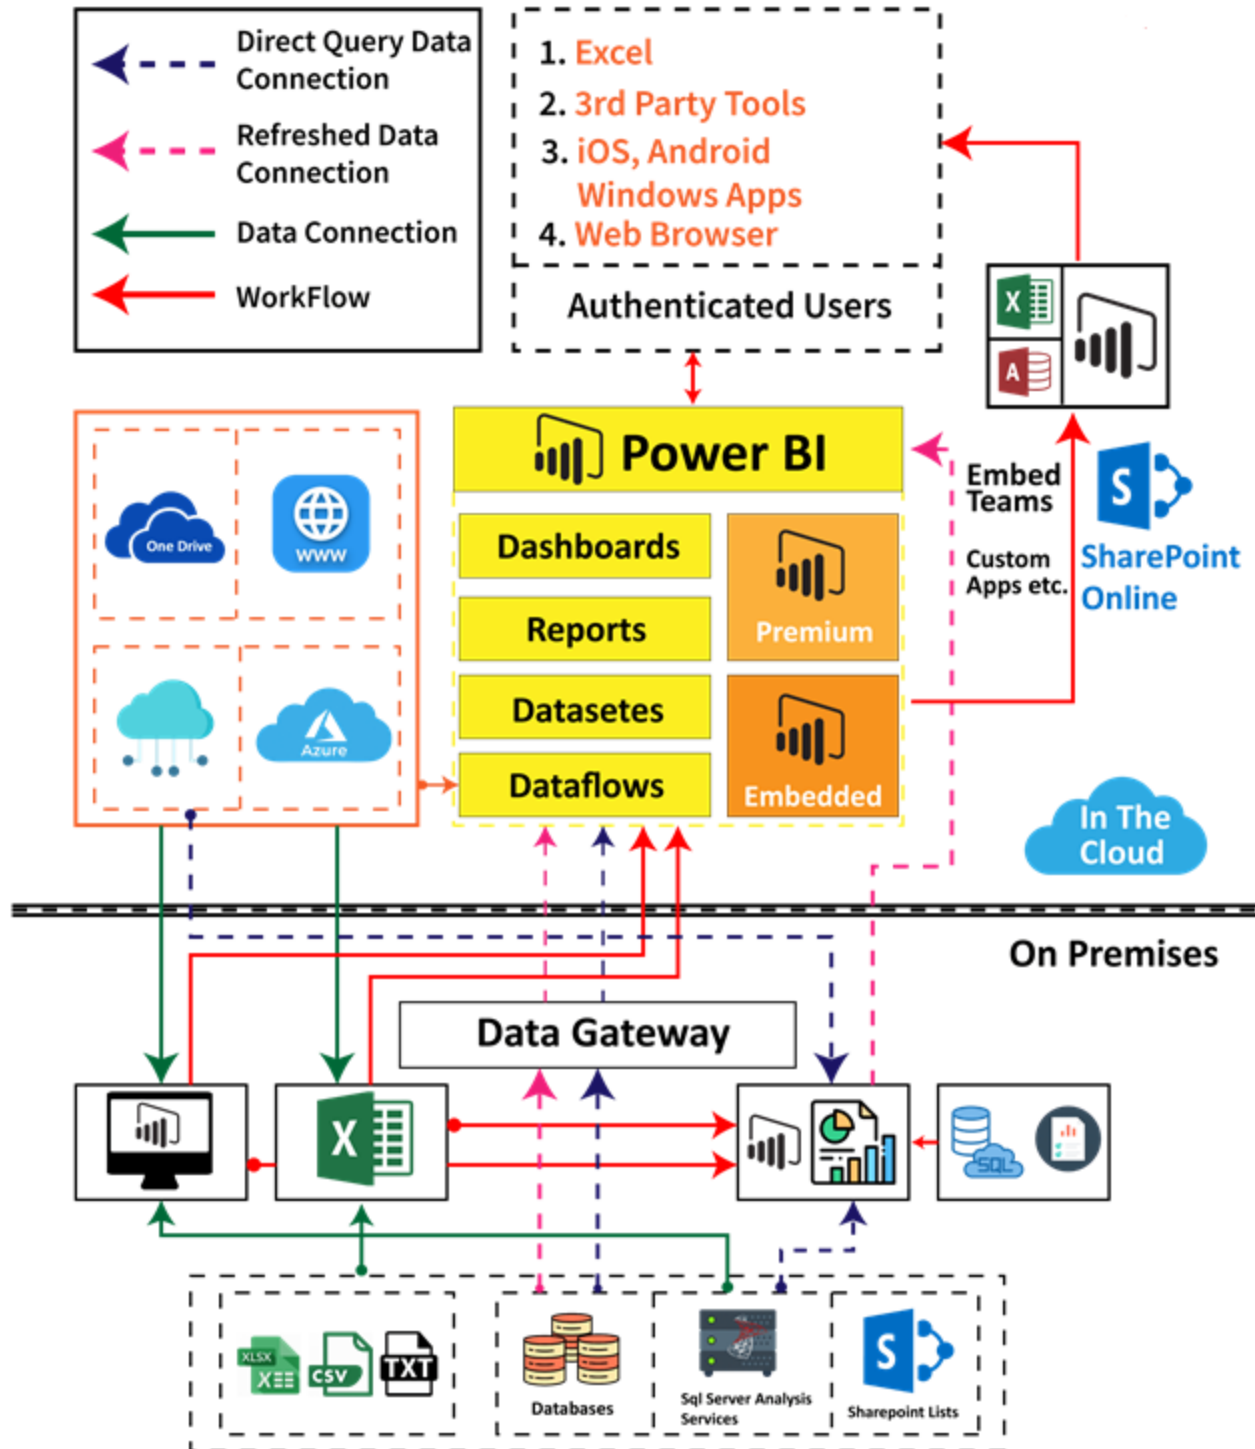 Direct Query Data
Connection
Refreshed Data
Connection
Data Connection
WorkFlow
1. Excel
2. 3rd Party Tools
3. iOS, Android
Windows Apps
4. Web Browser
Authenticated Users
X
A
One Drive
WWW
Azure
Power BI
Dashboards
Reports
Datasetes
Dataflows
Premium
Embedded
Embed
Teams
Custom
Apps etc.
S
SharePoint
Online
In The
Cloud
On Premises
Data Gateway
X
SQL
XLSX
X
CSV
TXT
Databases
Sql Server Analysis
Services
S
Sharepoint Lists